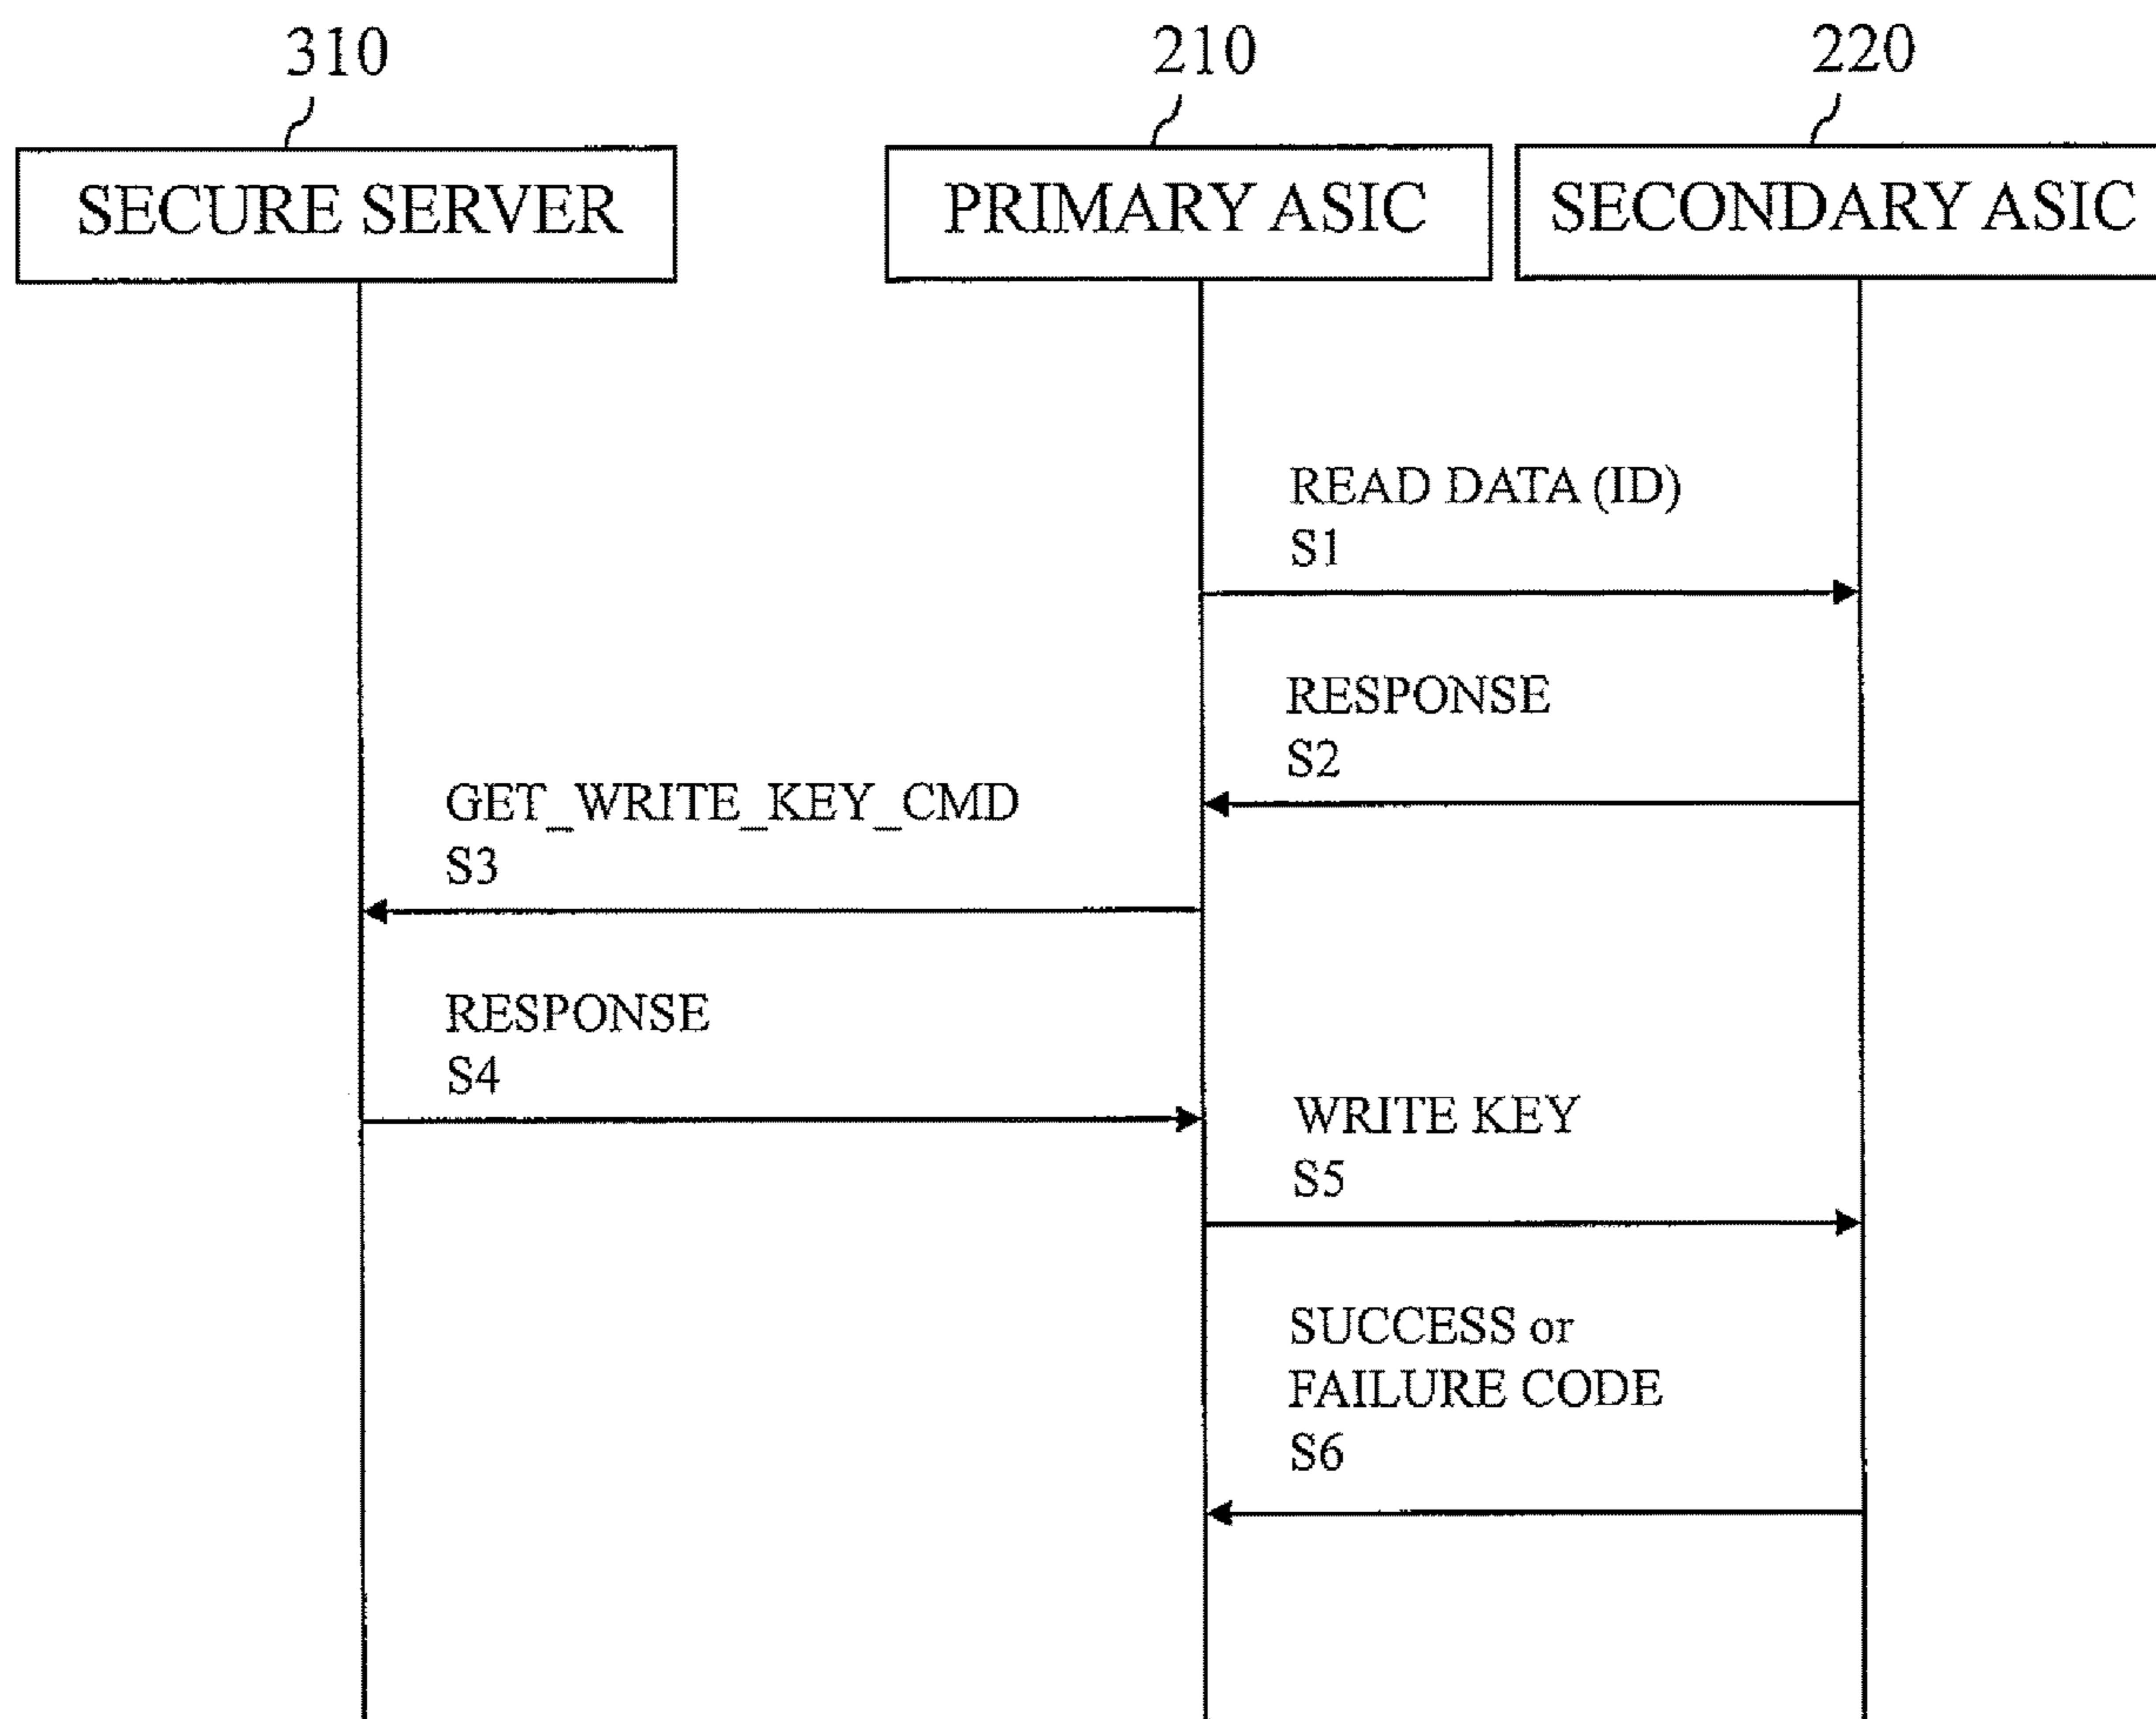 310
210
220
SECURE SERVER
PRIMARY ASIC
SECONDARY ASIC
READ DATA (ID)
S1
RESPONSE
S2
GET_WRITE_KEY_CMD
S3
RESPONSE
S4
WRITE KEY
S5
SUCCESS or
FAILURE CODE
S6